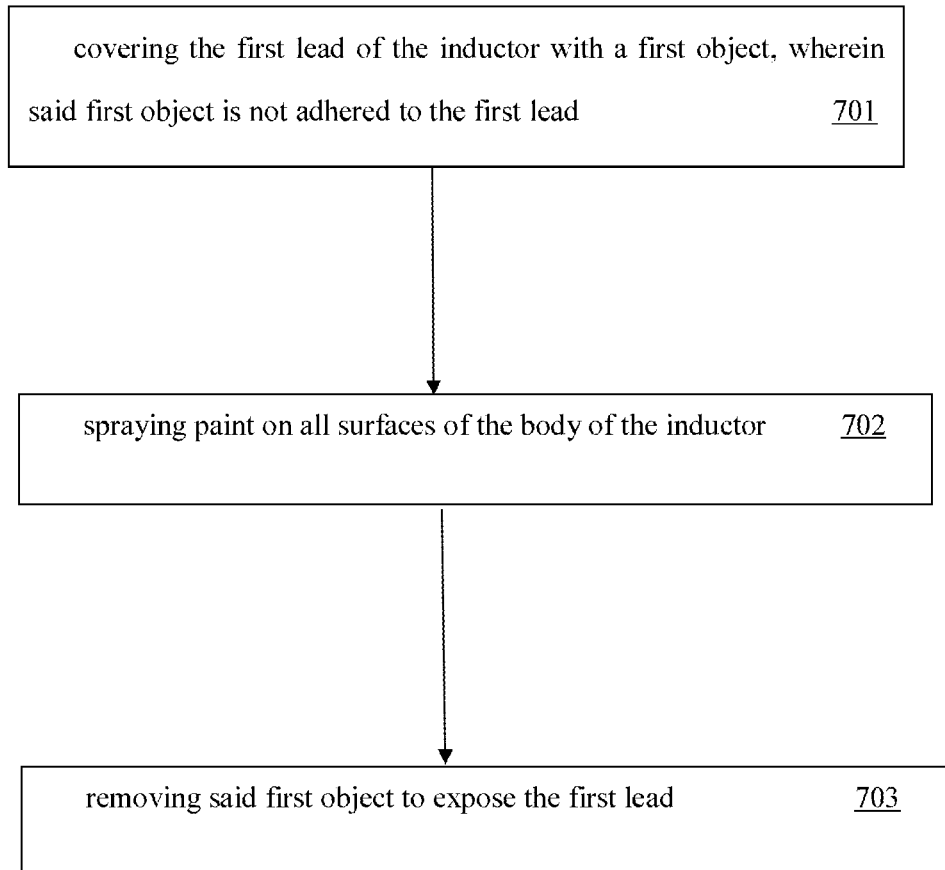 covering the first lead of the inductor with a first object, wherein
said first object is not adhered to the first lead 701
spraying paint on all surfaces of the body of the inductor 702
removing said first object to expose the first lead 703